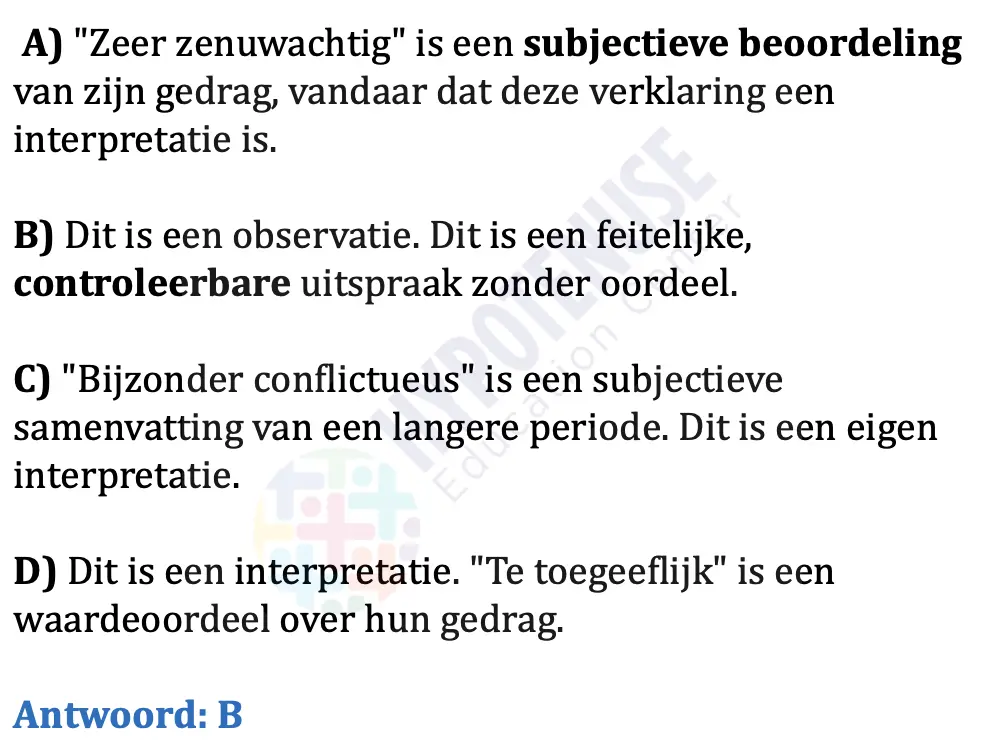 A) "Zeer zenuwachtig" is een subjectieve beoordeling
van zijn gedrag, vandaar dat deze verklaring een
interpretatie is.
B) Dit is een observatie. Dit is een feitelijke,
controleerbare uitspraak zonder oordeel.
C) "Bijzonder conflictueus" is een subjectieve
samenvatting van een langere periode. Dit is een eigen
interpretatie.
D) Dit is een interpretatie. "Te toegeeflijk" is een
waardeoordeel over hun gedrag.
Antwoord: B
HYPOTENUSE
Education Center